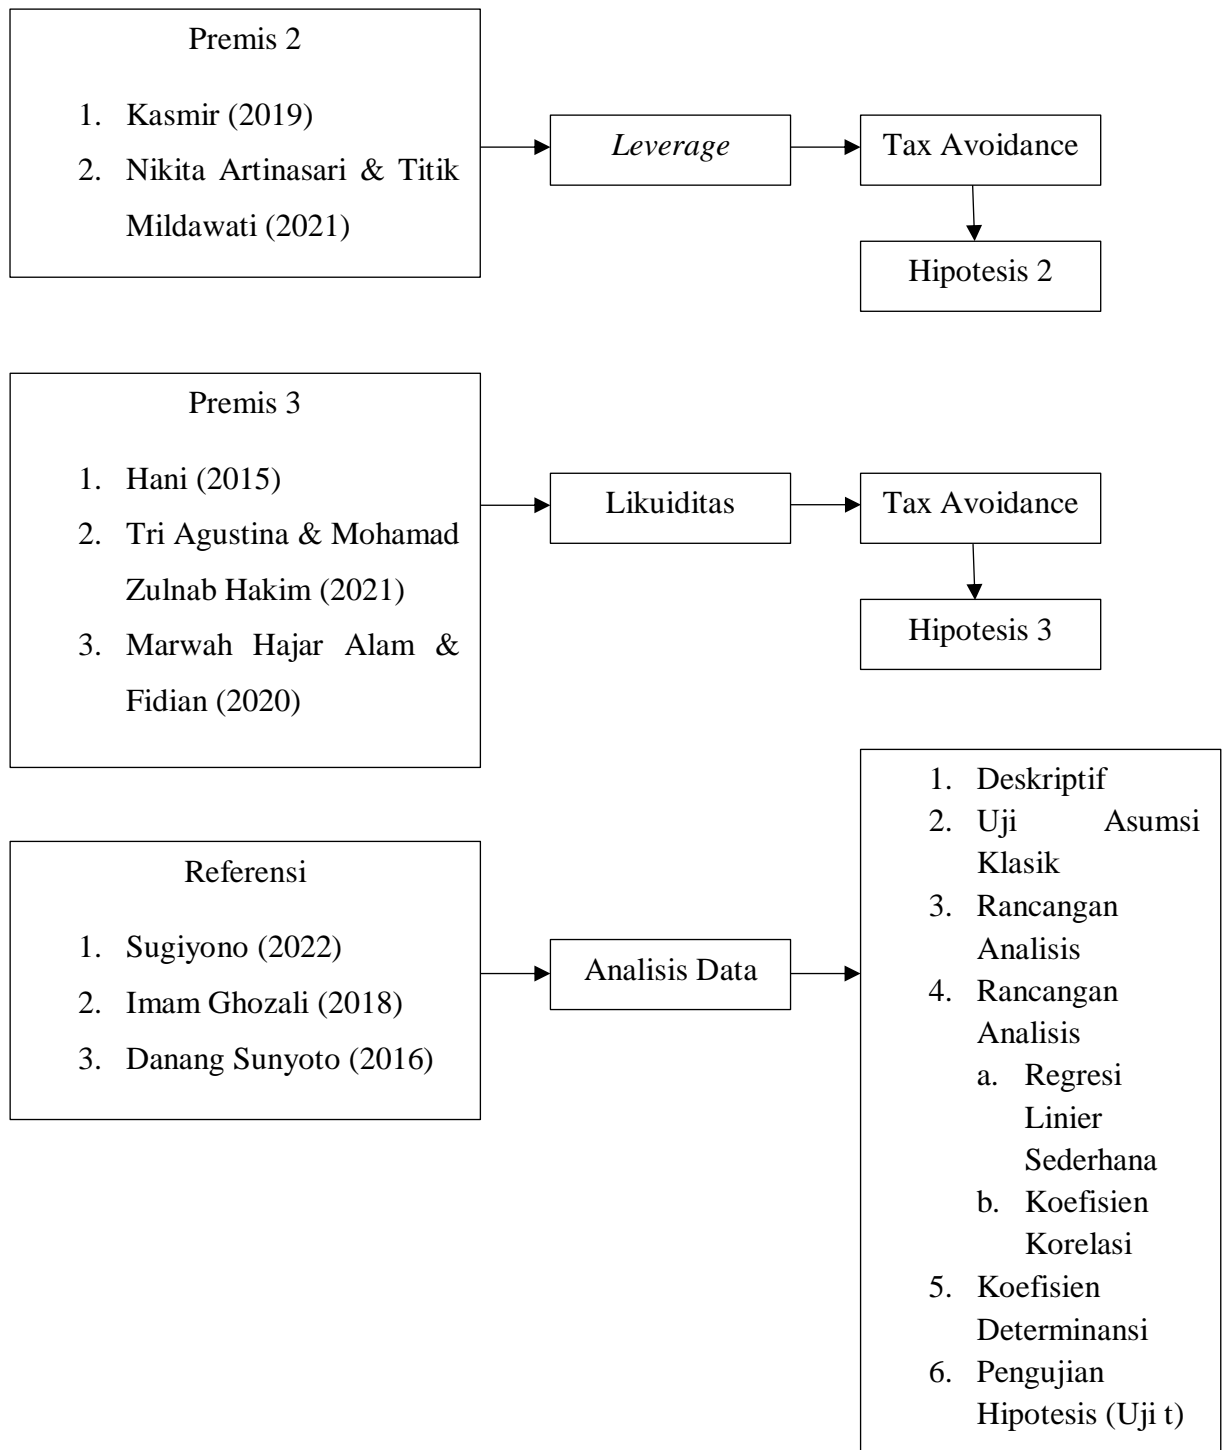 Premis 2
1. Kasmir (2019)
2. Nikita Artinasari & Titik
Mildawati (2021)
Leverage
Tax Avoidance
Hipotesis 2
Premis 3
1. Hani (2015)
2. Tri Agustina & Mohamad
Zulnab Hakim (2021)
3. Marwah Hajar Alam &
Fidian (2020)
Likuiditas
Tax Avoidance
Hipotesis 3
Referensi
1. Sugiyono (2022)
2. Imam Ghozali (2018)
3. Danang Sunyoto (2016)
Analisis Data
1. Deskriptif
2. Uji Asumsi
Klasik
3. Rancangan
Analisis
4. Rancangan
Analisis
a. Regresi
Linier
Sederhana
b. Koefisien
Korelasi
5. Koefisien
Determinansi
6. Pengujian
Hipotesis (Uji t)